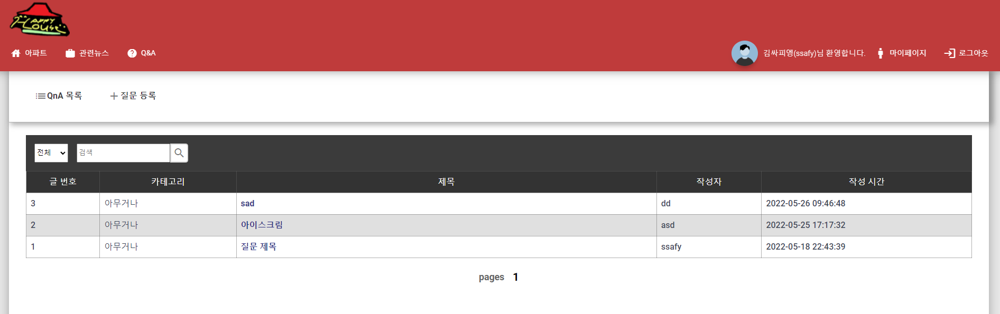 HAPPY
House
아파트 관련뉴스 Q&A 김싸피엥(ssafy)님 환영합니다. 마이페이지 로그아웃
QnA 목록 질문 등록
전체 검색
글 번호 카테고리 제목 작성자 작성 시간
3 아무거나 sad dd 2022-05-26 09:46:48
2 아무거나 아이스크림 asd 2022-05-25 17:17:32
1 아무거나 질문 제목 ssafy 2022-05-18 22:43:39
pages 1